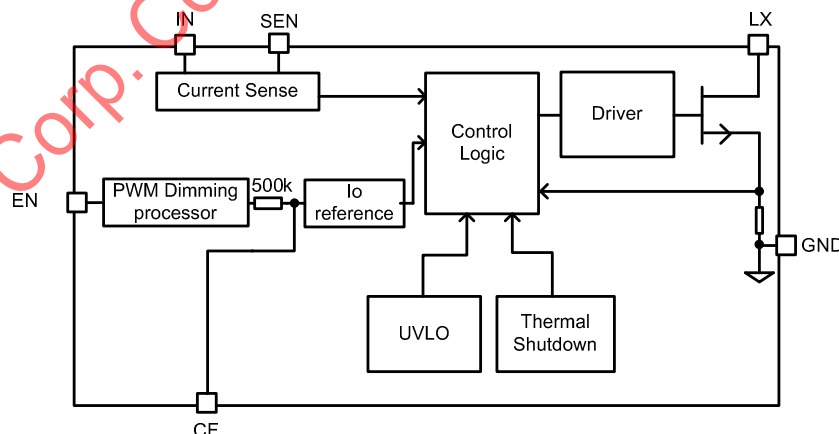 IN
SEN
LX
Corp.
Current Sense
Control
Logic
Driver
EN
PWM Dimming
processor
500k
Io
reference
GND
UVLO
Thermal
Shutdown